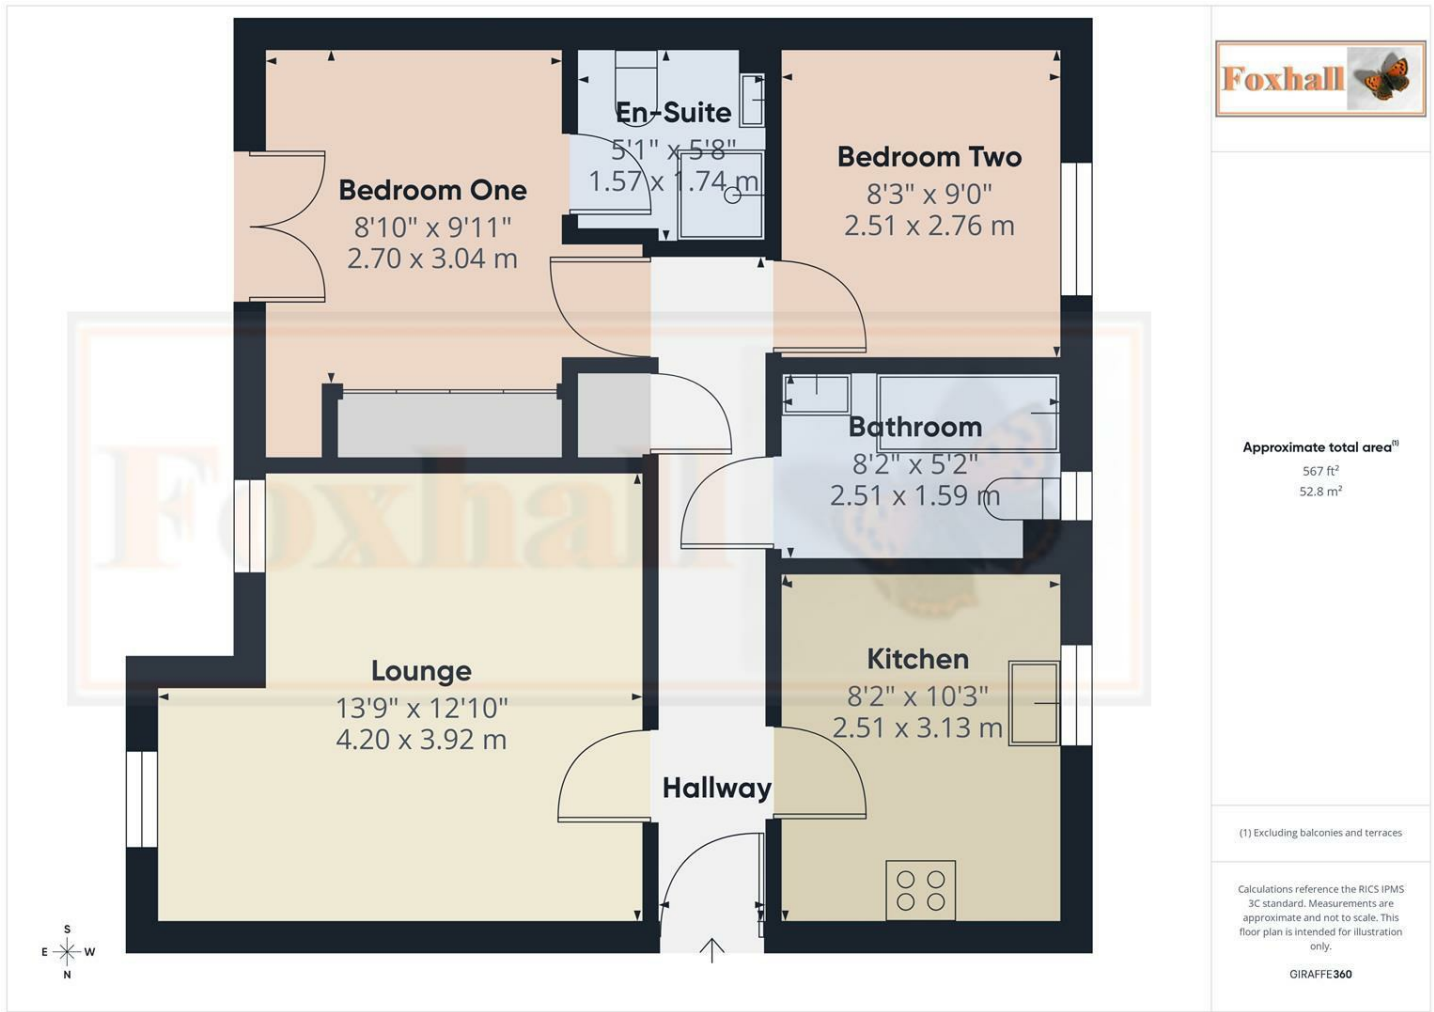 Foxhall
En-Suite
5'1" x 5'8"
1.57 x 1.74 m
Bedroom Two
8'3" x 9'0"
2.51 x 2.76 m
Bedroom One
8'10" x 9'11"
2.70 x 3.04 m
Bathroom
8'2" x 5'2"
2.51 x 1.59 m
Foxhall
Lounge
13'9" x 12'10"
4.20 x 3.92 m
Kitchen
8'2" x 10'3"
2.51 x 3.13 m
Hallway
S
E W
N
Approximate total area(1)
567 ft²
52.8 m²
(1) Excluding balconies and terraces
Calculations reference the RICS IPMS
3C standard. Measurements are
approximate and not to scale. This
floor plan is intended for illustration
only.
GIRAFFE360